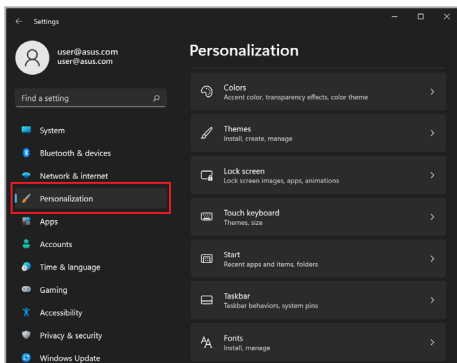 Settings
user@asus.com
user@asus.com
Find a setting
System
Bluetooth & devices
Network & internet
Personalization
Apps
Accounts
Time & language
Gaming
Accessibility
Privacy & security
Windows Update
Personalization
Colors
Accent color, transparency effects, color theme
Themes
Install, create, manage
Lock screen
Lock screen images, apps, animations
Touch keyboard
Themes, size
Start
Recent apps and items, folders
Taskbar
Taskbar behaviors, system pins
Fonts
Install, manage